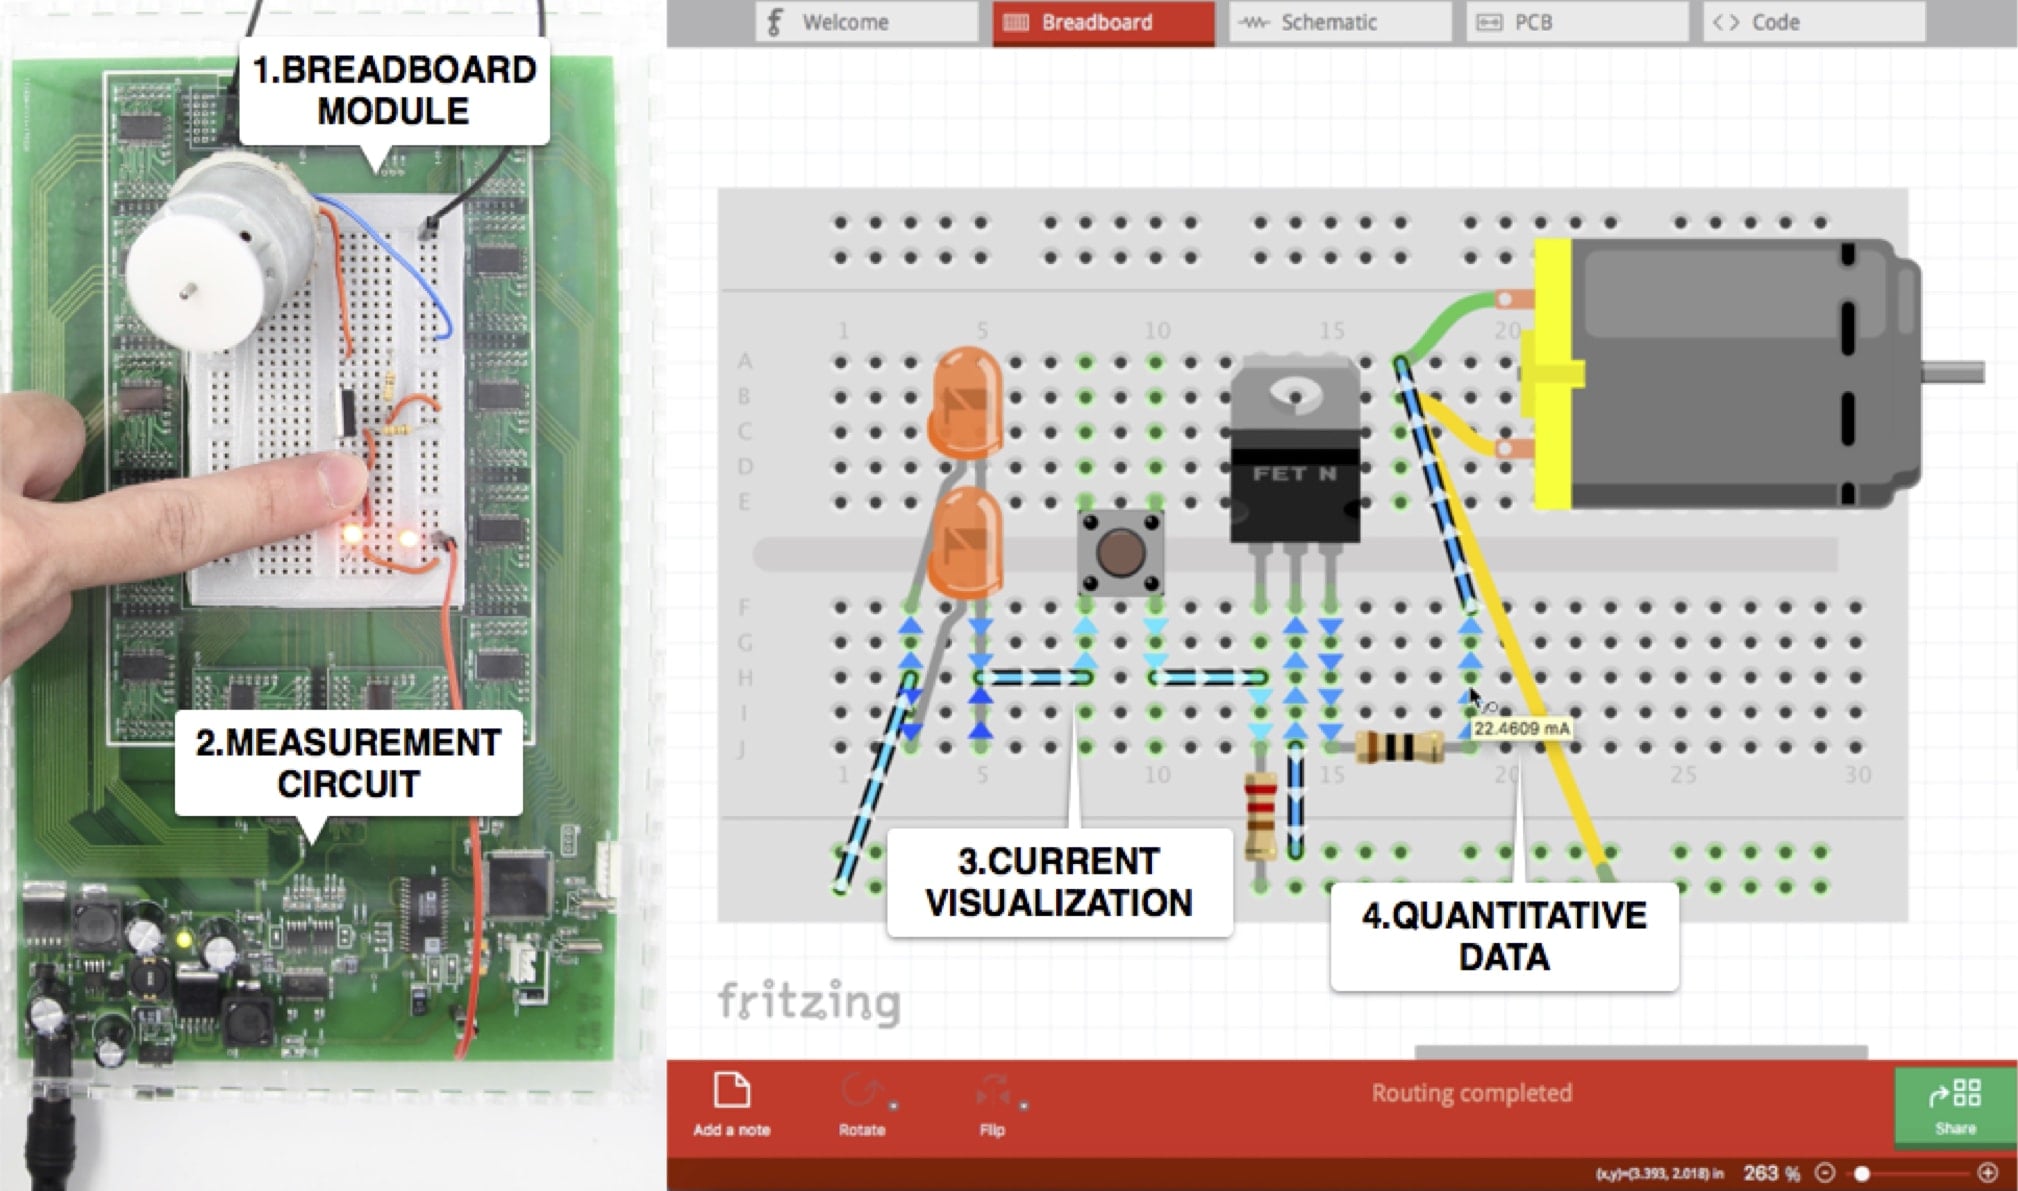 1.BREADBOARD
MODULE
2.MEASUREMENT
CIRCUIT
Welcome
Breadboard
Schematic
PCB
Code
1 5 10 15 20
A
B
C
D
E
FET N
F
G
H
I
J
22.4609 mA
1 5 10 15 20 25 30
3.CURRENT
VISUALIZATION
4.QUANTITATIVE
DATA
fritzing
Add a note
Rotate
Flip
Routing completed
Share
(x,y)=(3.393, 2.018) in
263 %